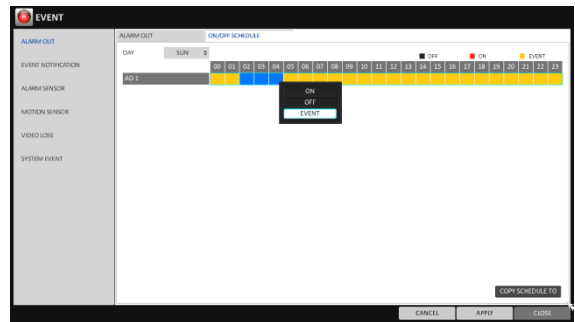 EVENT
ALARM OUT
EVENT NOTIFICATION
ALARM SENSOR
MOTION SENSOR
VIDEO LOSS
SYSTEM EVENT
ALARM OUT ON/OFF SCHEDULE
DAY SUN
OFF ON EVENT
00 01 02 03 04 05 06 07 08 09 10 11 12 13 14 15 16 17 18 19 20 21 22 23
AO 1
ON
OFF
EVENT
COPY SCHEDULE TO
CANCEL APPLY CLOSE